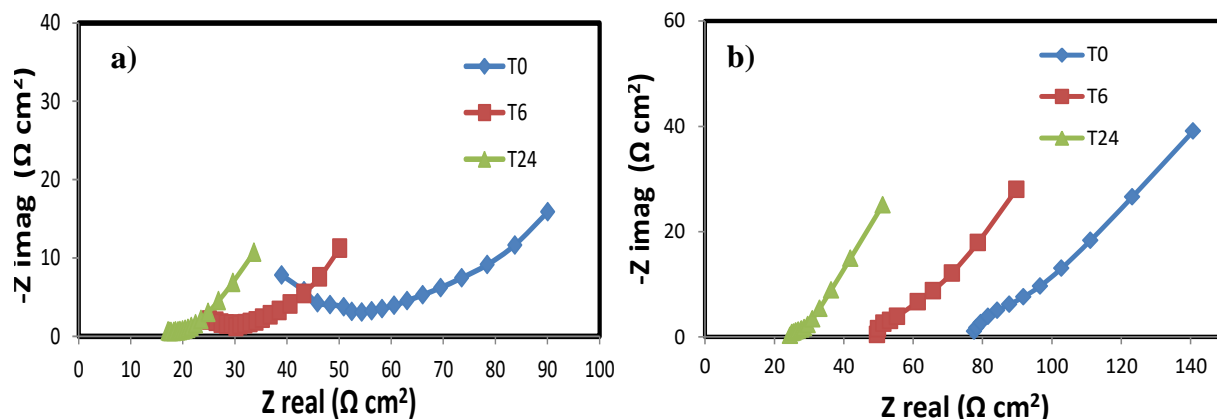 a)
40
30
20
10
0
-Z imag (Ω cm²)
T0
T6
T24
0 10 20 30 40 50 60 70 80 90 100
Z real (Ω cm²)
b)
60
40
20
0
-Z imag (Ω cm²)
T0
T6
T24
0 20 40 60 80 100 120 140
Z real (Ω cm²)